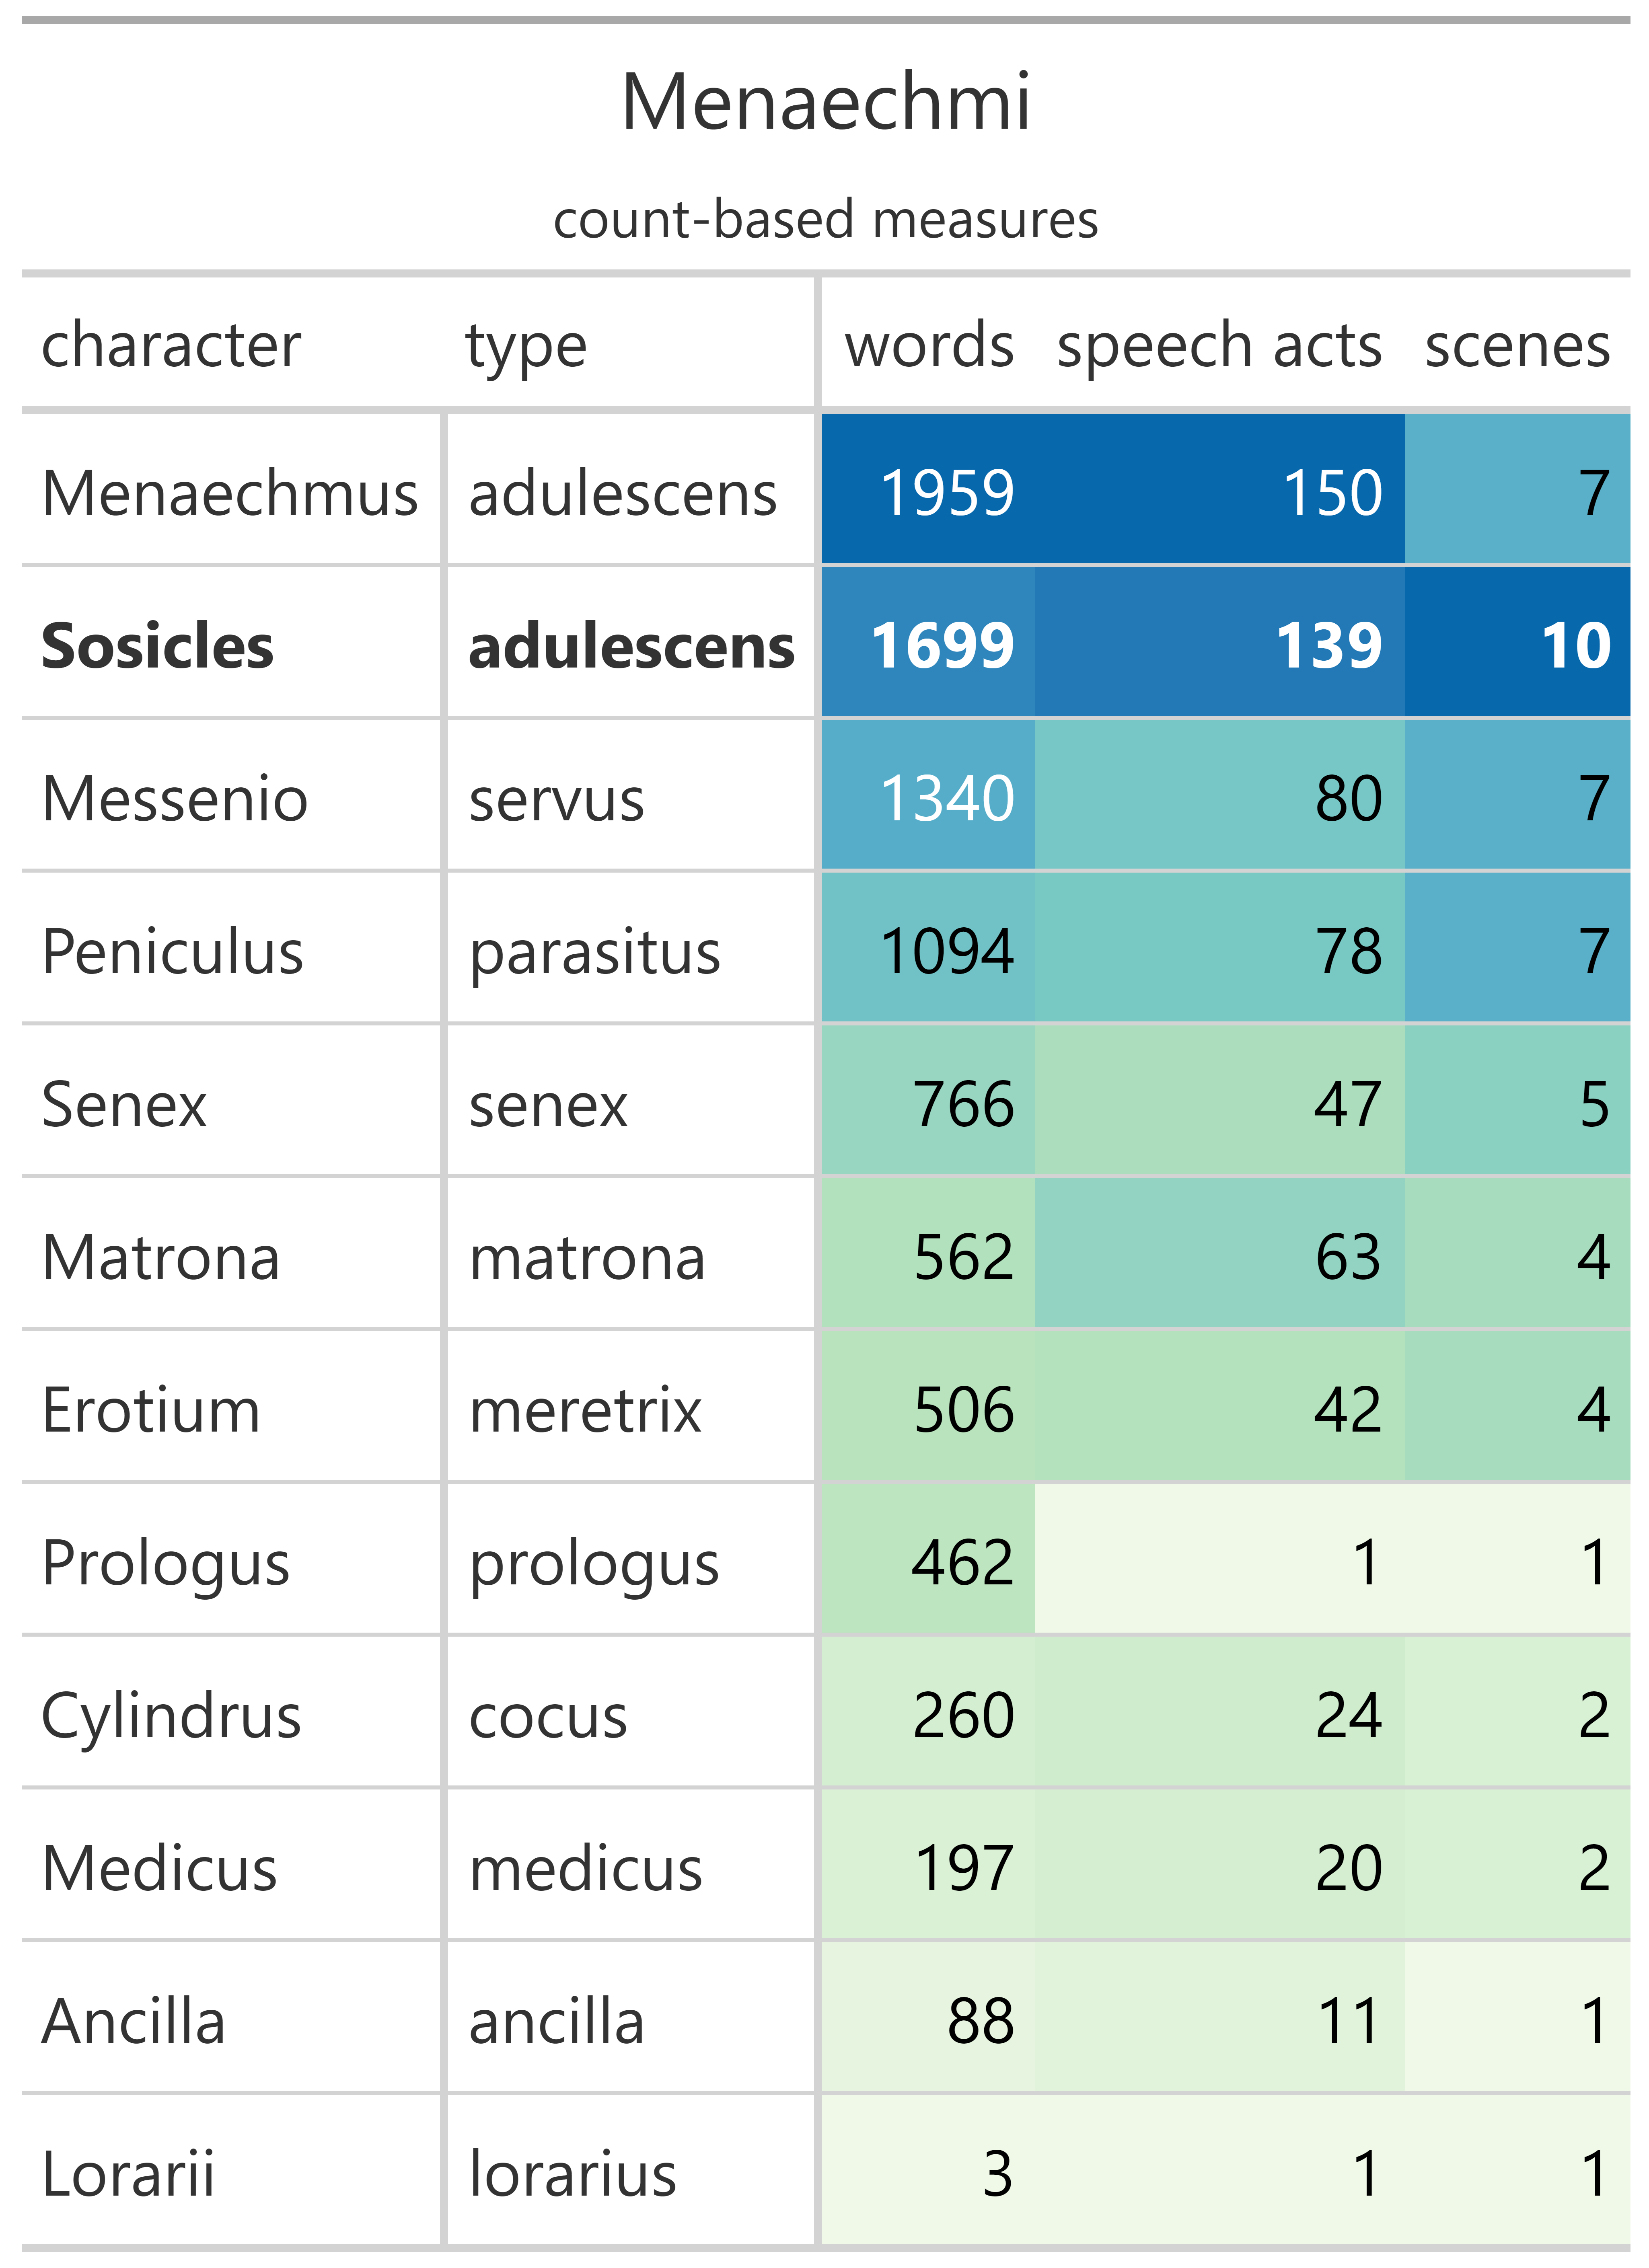 Menaechmi
count-based measures
character type words speech acts scenes
Menaechmus adulescens 1959 150 7
Sosicles adulescens 1699 139 10
Messenio servus 1340 80 7
Peniculus parasitus 1094 78 7
Senex senex 766 47 5
Matrona matrona 562 63 4
Erotium meretrix 506 42 4
Prologus prologus 462 1 1
Cylindrus cocus 260 24 2
Medicus medicus 197 20 2
Ancilla ancilla 88 11 1
Lorarii lorarius 3 1 1